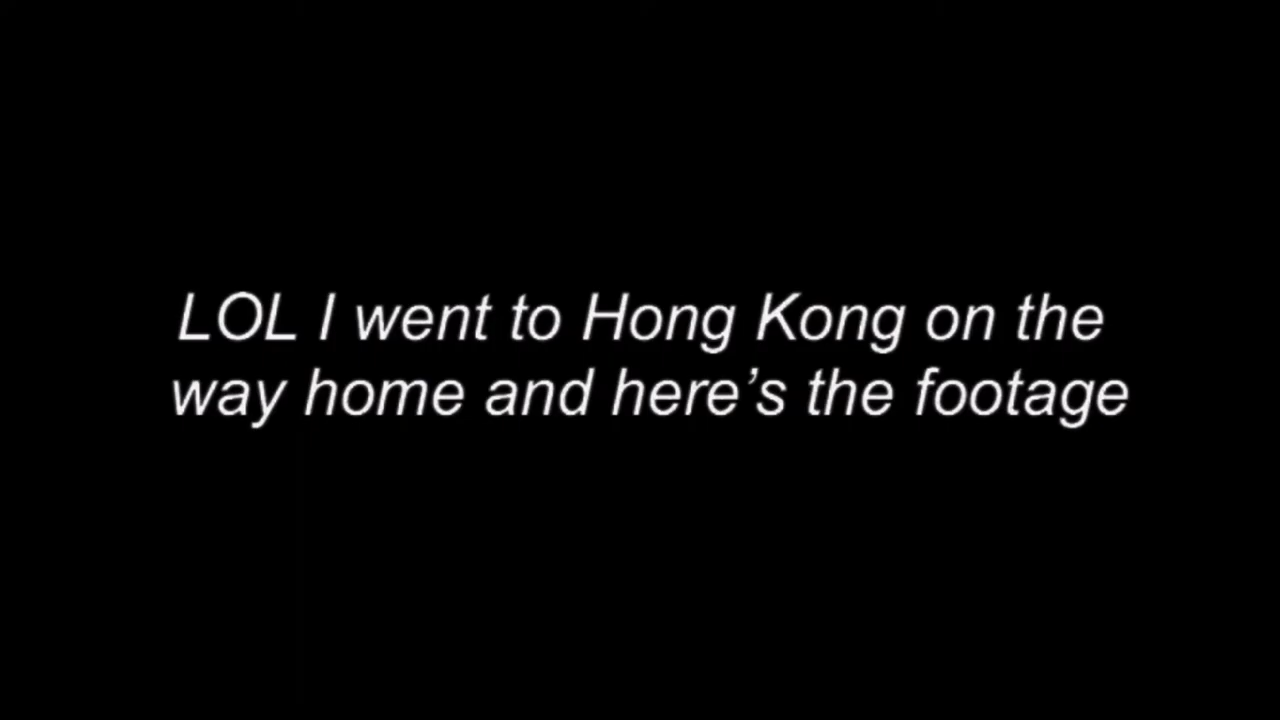 LOL I went to Hong Kong on the
way home and here’s the footage